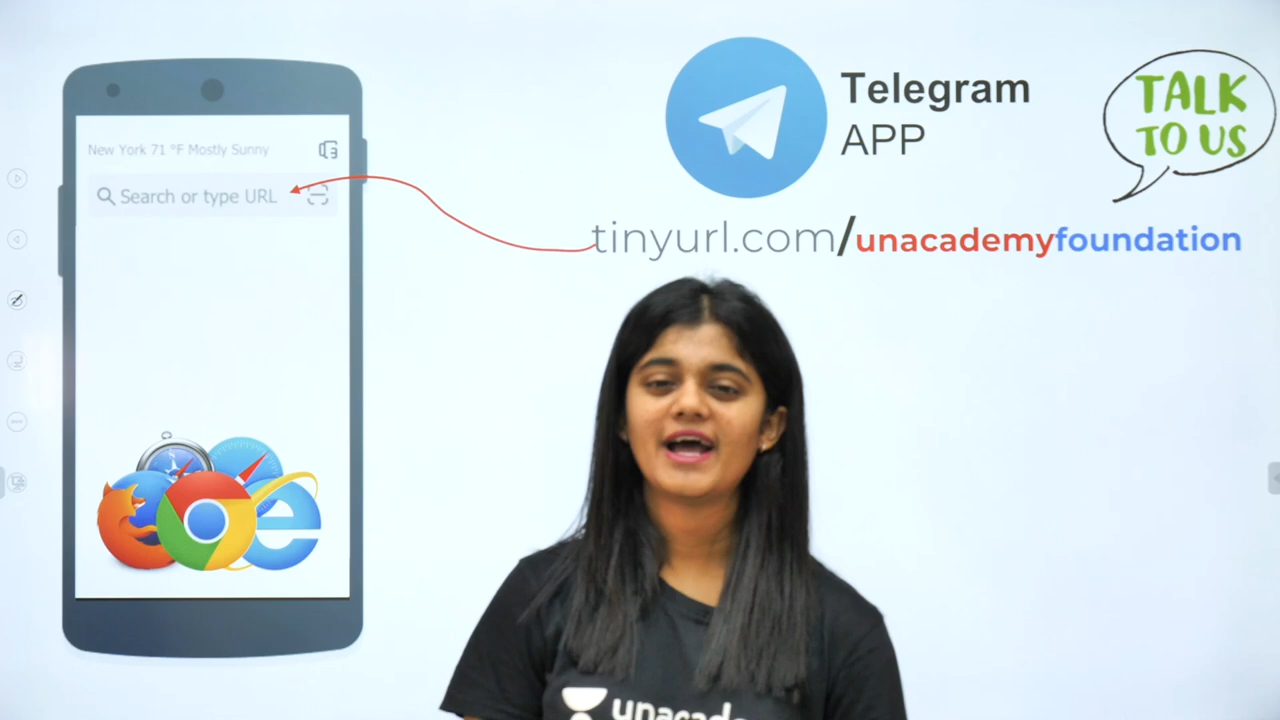 New York 71 °F Mostly Sunny
Search or type URL
Telegram
APP
TALK
TO US
tinyurl.com/unacademyfoundation